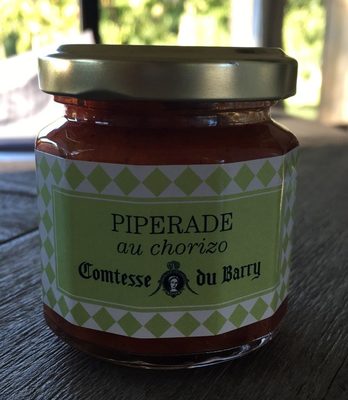 PIPERADE
au chorizo
Comtesse du Barry